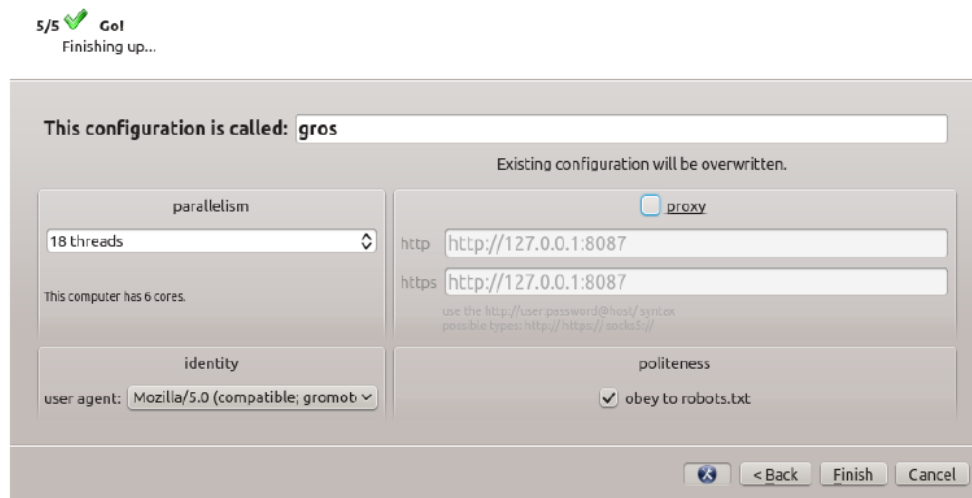 5/5 Go!
Finishing up...
This configuration is called: gros
Existing configuration will be overwritten.
parallelism
18 threads
This computer has 6 cores.
proxy
http http://127.0.0.1:8087
https http://127.0.0.1:8087
use the http://user:password@host/ syntax
possible types: http:// https:// socks5://
identity
user agent: Mozilla/5.0 (compatible; gromot
politeness
obey to robots.txt
< Back Finish Cancel